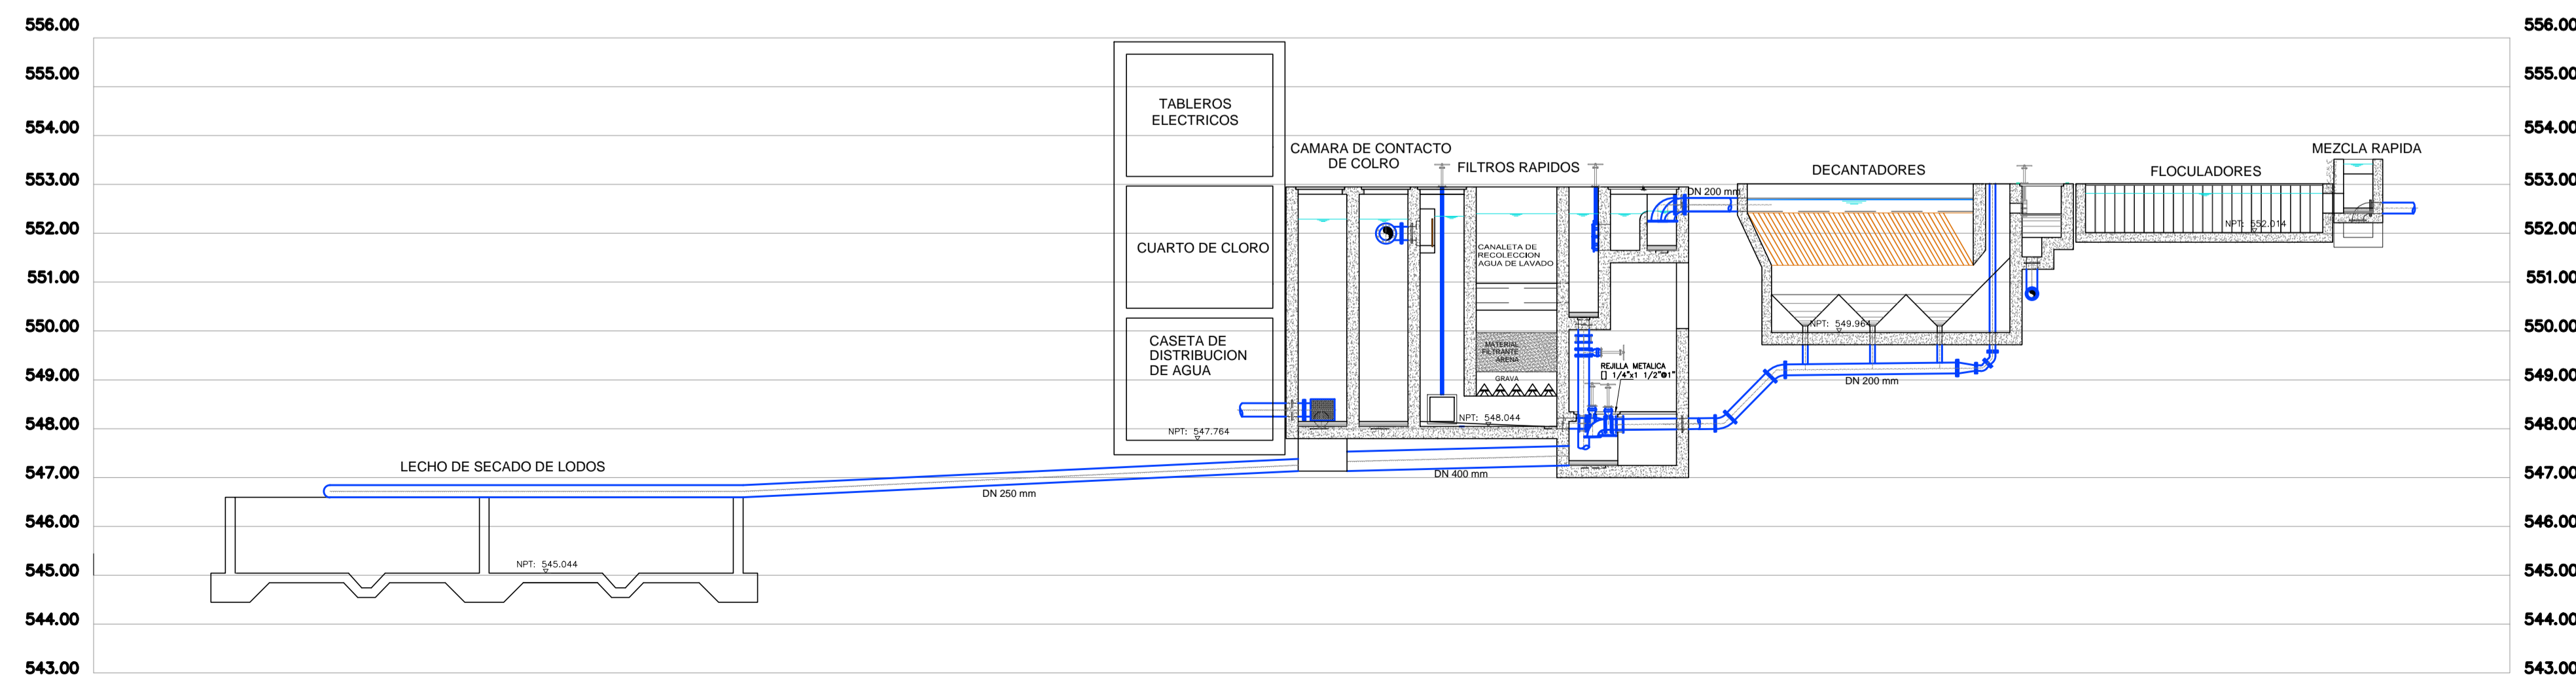 556.00
555.00
554.00
553.00
552.00
551.00
550.00
549.00
548.00
547.00
546.00
545.00
544.00
543.00
TABLEROS
ELECTRICOS
CUARTO DE CLORO
CASETA DE
DISTRIBUCION
DE AGUA
NPT: 547.764
LECHO DE SECADO DE LODOS
NPT: 545.044
DN 250 mm
CAMARA DE CONTACTO
DE COLRO
FILTROS RAPIDOS
CANALETA DE
RECOLECCION
AGUA DE LAVADO
MATERIAL
FILTRANTE
ARENA
GRAVA
NPT: 548.044
DN 400 mm
REJILLA METALICA
[] 1/4"x1 1/2"@1"
DN 200 mm
DECANTADORES
NPT: 549.964
DN 200 mm
FLOCULADORES
NPT: 552.014
MEZCLA RAPIDA
556.00
555.00
554.00
553.00
552.00
551.00
550.00
549.00
548.00
547.00
546.00
545.00
544.00
543.00